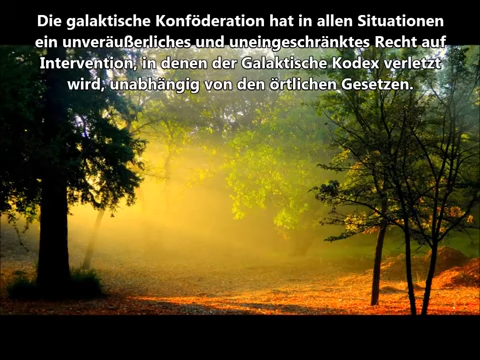 Die galaktische Konföderation hat in allen Situationen
ein unveräußerliches und uneingeschränktes Recht auf
Intervention, in denen der Galaktische Kodex verletzt
wird, unabhängig von den örtlichen Gesetzen.